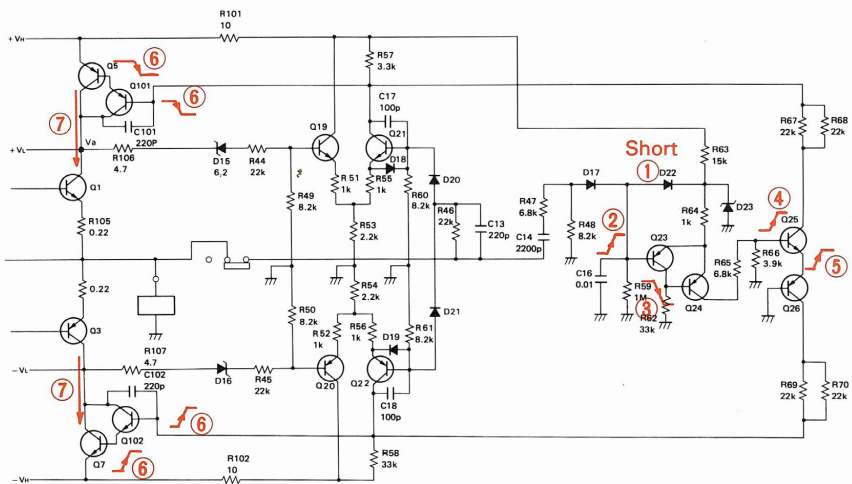 R101
10
+VH
Q5
⑥
Q101
⑥
⑦
C101
220P
Va
+VL
R106
4.7
D15
6,2
R44
22k
Q1
R105
0.22
R57
3.3k
C17
100p
Q19
Q21
D18
R51
1k
R55
1k
R60
8.2k
D20
R49
8.2k
R53
2.2k
R46
22k
C13
220p
R47
6.8k
C14
2200p
D17
R48
8.2k
Short
①
D22
R63
15k
R67
22k
R68
22k
R64
1k
D23
②
④
Q25
Q23
C16
0.01
R59
1M
③
R62
33k
Q24
R65
6.8k
R66
3.9k
⑤
Q26
0.22
Q3
R54
2.2k
R50
8.2k
R52
1k
R56
1k
D19
R61
8.2k
D21
R107
4.7
-VL
D16
R45
22k
Q20
Q22
⑦
C102
220p
C18
100p
Q102
⑥
Q7
⑥
R58
33k
R69
22k
R70
22k
R102
10
-VH